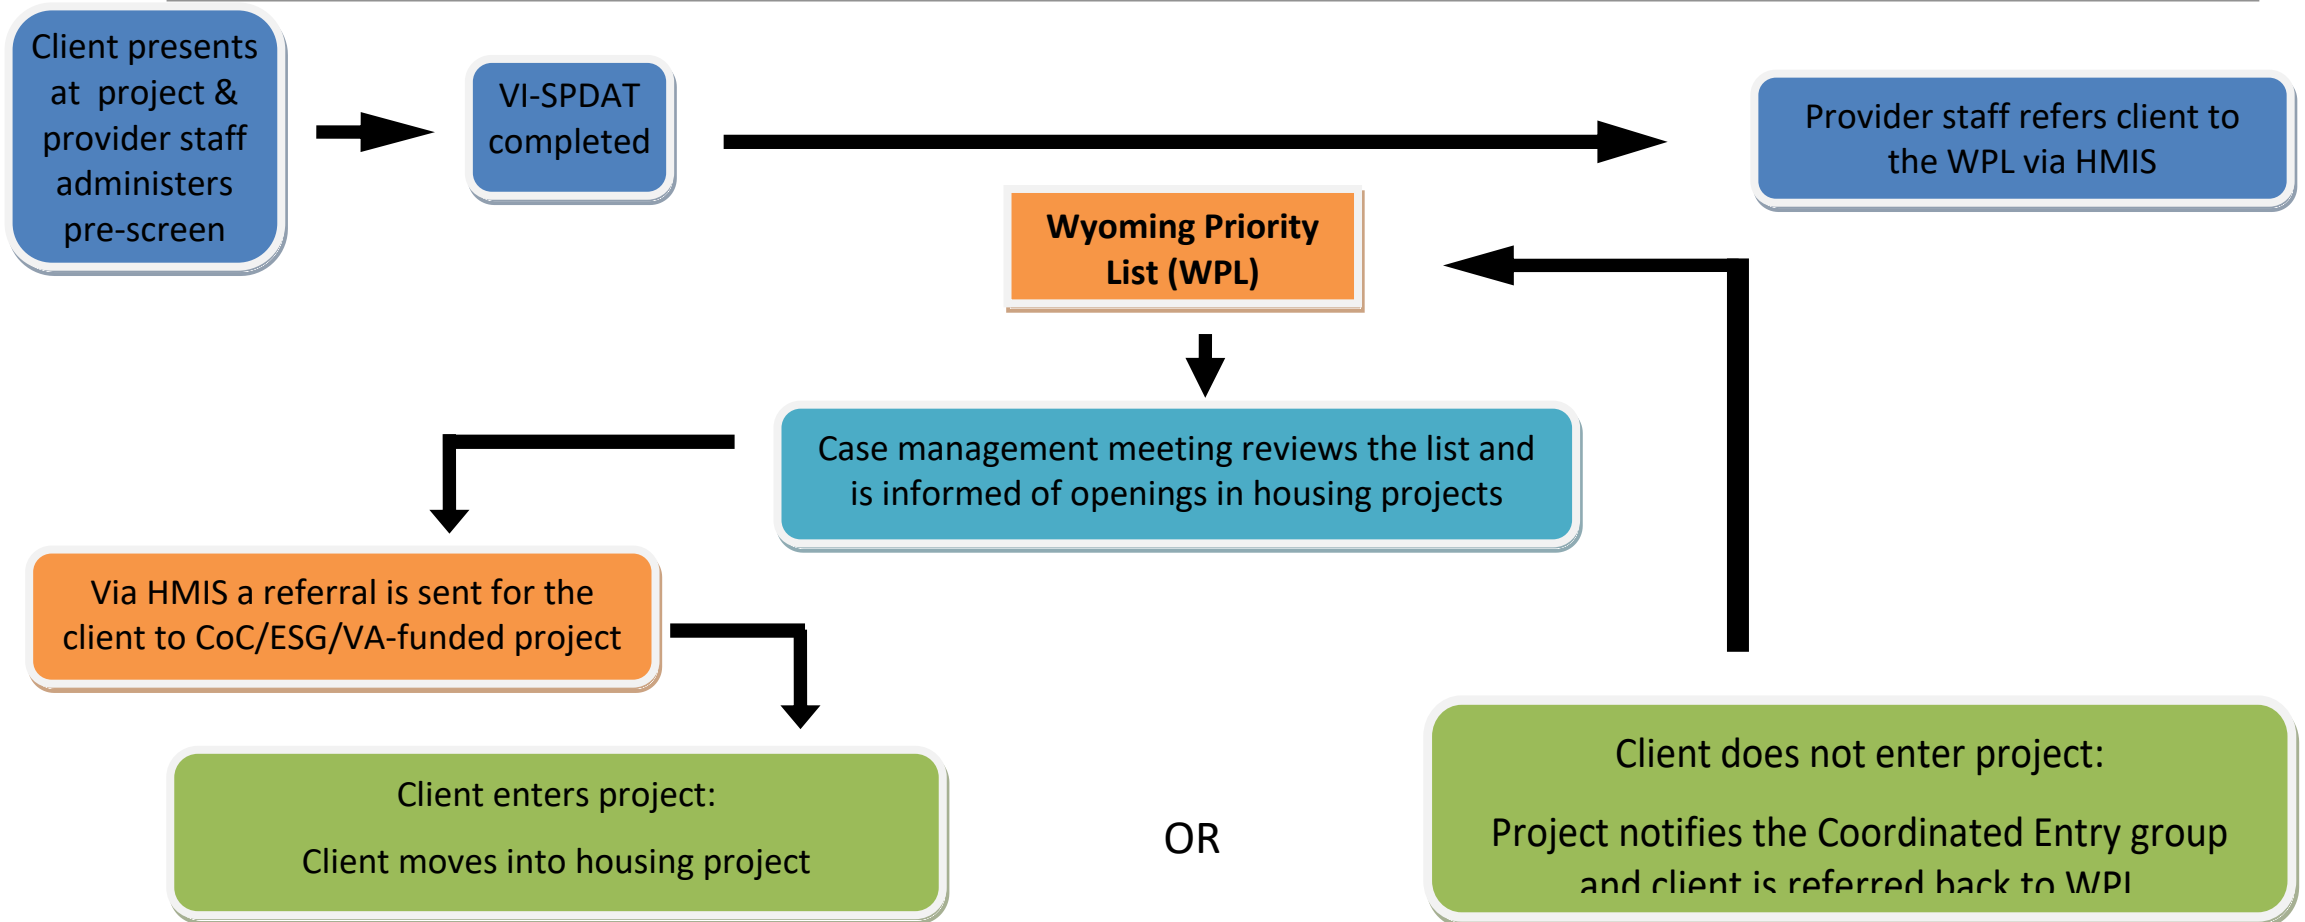 Client presents
at project &
provider staff
administers
pre-screen
VI-SPDAT
completed
Provider staff refers client to
the WPL via HMIS
Wyoming Priority
List (WPL)
Case management meeting reviews the list and
is informed of openings in housing projects
Via HMIS a referral is sent for the
client to CoC/ESG/VA-funded project
Client enters project:
Client moves into housing project
OR
Client does not enter project:
Project notifies the Coordinated Entry group
and client is referred back to WPL